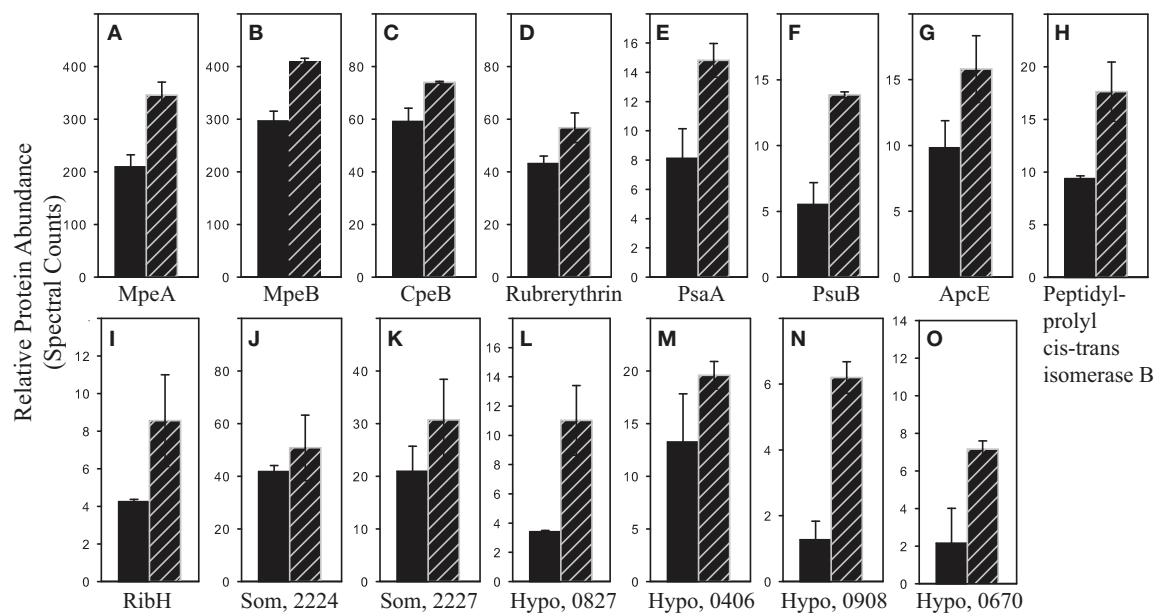 Relative Protein Abundance
(Spectral Counts)
A
400
300
200
100
0
MpeA
B
400
300
200
100
0
MpeB
C
80
60
40
20
0
CpeB
D
80
60
40
20
0
Rubrerythrin
E
16
14
12
10
8
6
4
2
0
PsaA
F
15
10
5
0
PsuB
G
15
10
5
0
ApcE
H
20
15
10
5
0
Peptidyl-
prolyl
cis-trans
isomerase B
I
12
10
8
6
4
2
0
RibH
J
80
60
40
20
0
Som, 2224
K
40
30
20
10
0
Som, 2227
L
16
14
12
10
8
6
4
2
0
Hypo, 0827
M
20
15
10
5
0
Hypo, 0406
N
6
4
2
0
Hypo, 0908
O
14
12
10
8
6
4
2
0
Hypo, 0670